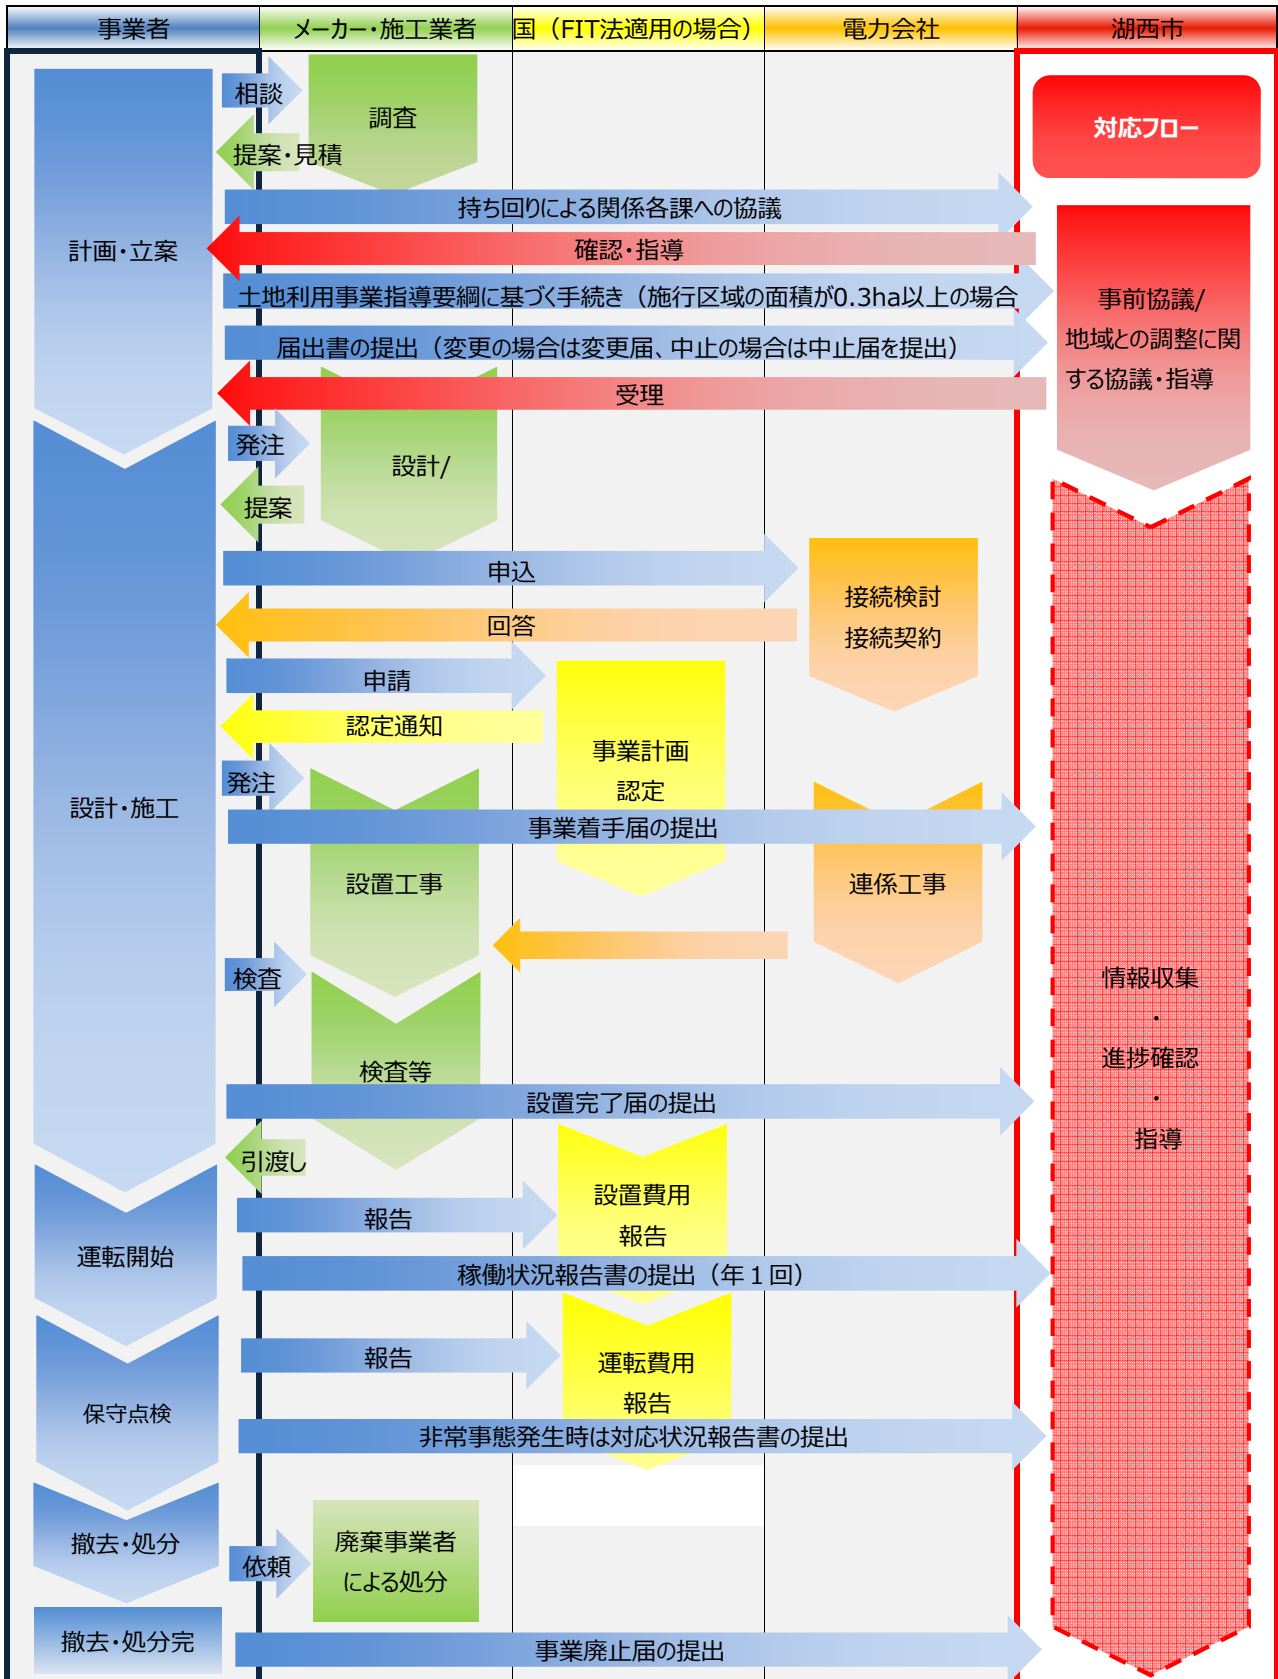 事業者
メーカー・施工業者
国（FIT法適用の場合）
電力会社
湖西市
相談
調査
対応フロー
提案・見積
持ち回りによる関係各課への協議
計画・立案
確認・指導
土地利用事業指導要綱に基づく手続き（施行区域の面積が0.3ha以上の場合
事前協議/
地域との調整に関
する協議・指導
届出書の提出（変更の場合は変更届、中止の場合は中止届を提出）
受理
発注
設計/
提案
申込
接続検討
接続契約
回答
申請
認定通知
事業計画
認定
発注
設計・施工
事業着手届の提出
設置工事
連係工事
検査
情報収集
・
進捗確認
・
指導
検査等
設置完了届の提出
引渡し
設置費用
報告
報告
運転開始
稼働状況報告書の提出（年１回）
報告
運転費用
報告
保守点検
非常事態発生時は対応状況報告書の提出
撤去・処分
依頼
廃棄事業者
による処分
撤去・処分完
事業廃止届の提出